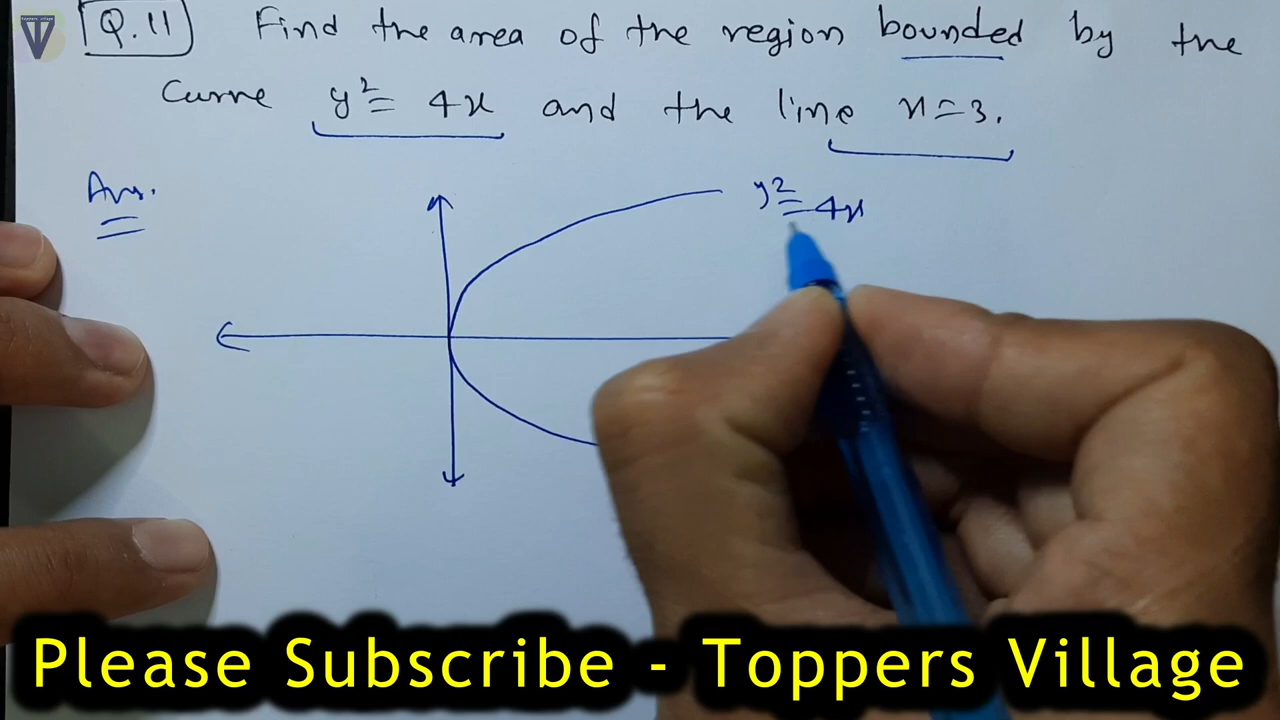 Toppers_village
Q.11 Find the area of the region bounded by the
Curve y² = 4x and the line x=3.
Ans.
y² = 4x
Please Subscribe - Toppers Village